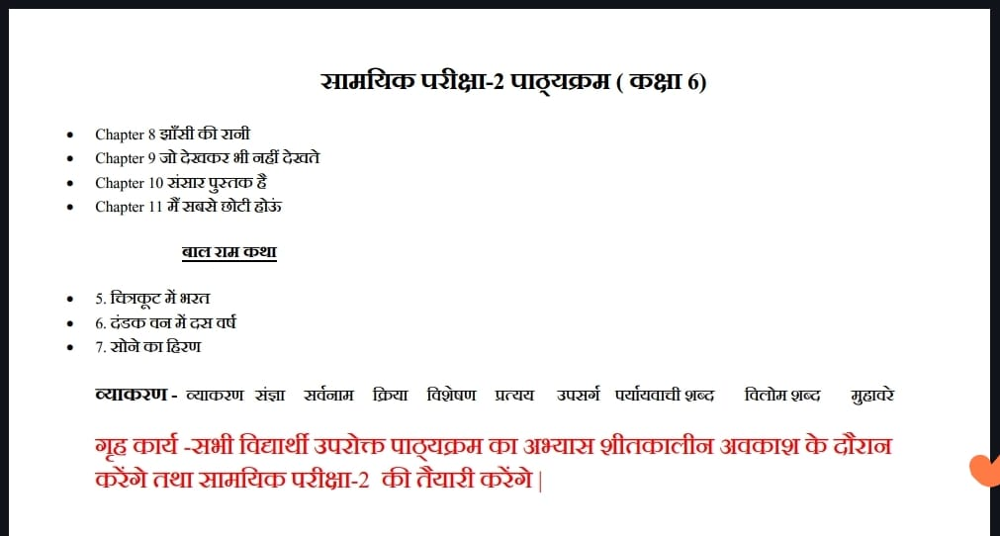 सामयिक परीक्षा-2 पाठ्यक्रम ( कक्षा 6)
• Chapter 8 झाँसी की रानी
• Chapter 9 जो देखकर भी नहीं देखते
• Chapter 10 संसार पुस्तक है
• Chapter 11 मैं सबसे छोटी होऊं
बाल राम कथा
• 5. चित्रकूट में भरत
• 6. दंडक वन में दस वर्ष
• 7. सोने का हिरण
व्याकरण - व्याकरण संज्ञा सर्वनाम क्रिया विशेषण प्रत्यय उपसर्ग पर्यायवाची शब्द विलोम शब्द मुहावरे
गृह कार्य -सभी विद्यार्थी उपरोक्त पाठ्यक्रम का अभ्यास शीतकालीन अवकाश के दौरान
करेंगे तथा सामयिक परीक्षा-2 की तैयारी करेंगे |